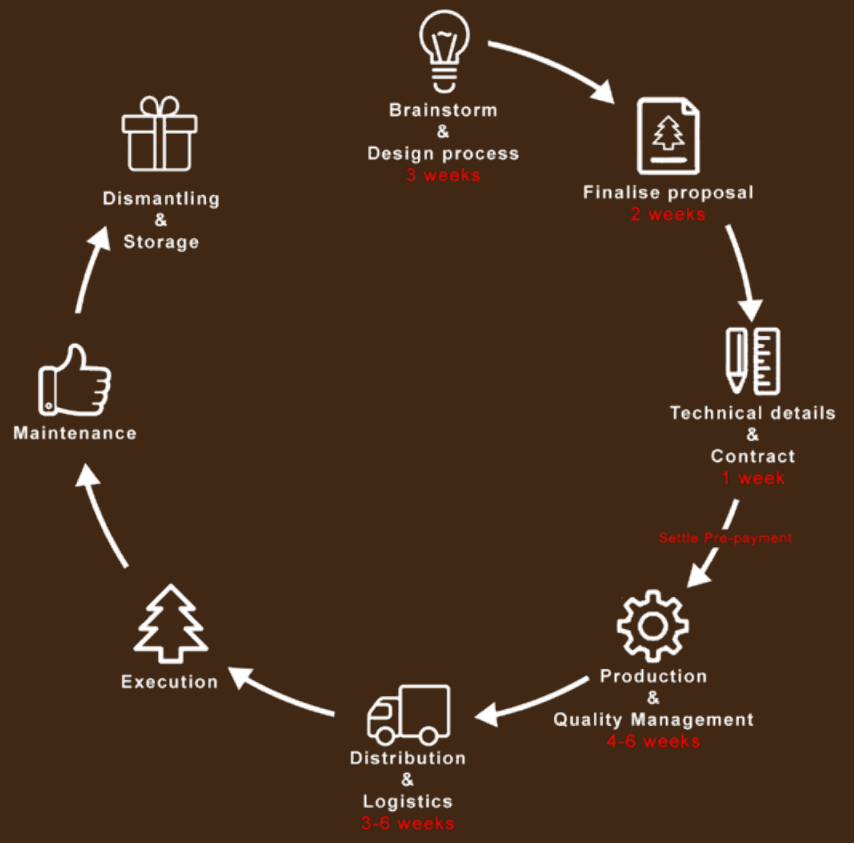 Brainstorm
&
Design process
3 weeks
Finalise proposal
2 weeks
Technical details
&
Contract
1 week
Settle Pre-payment
Production
&
Quality Management
4-6 weeks
Distribution
&
Logistics
3-6 weeks
Execution
Maintenance
Dismantling
&
Storage